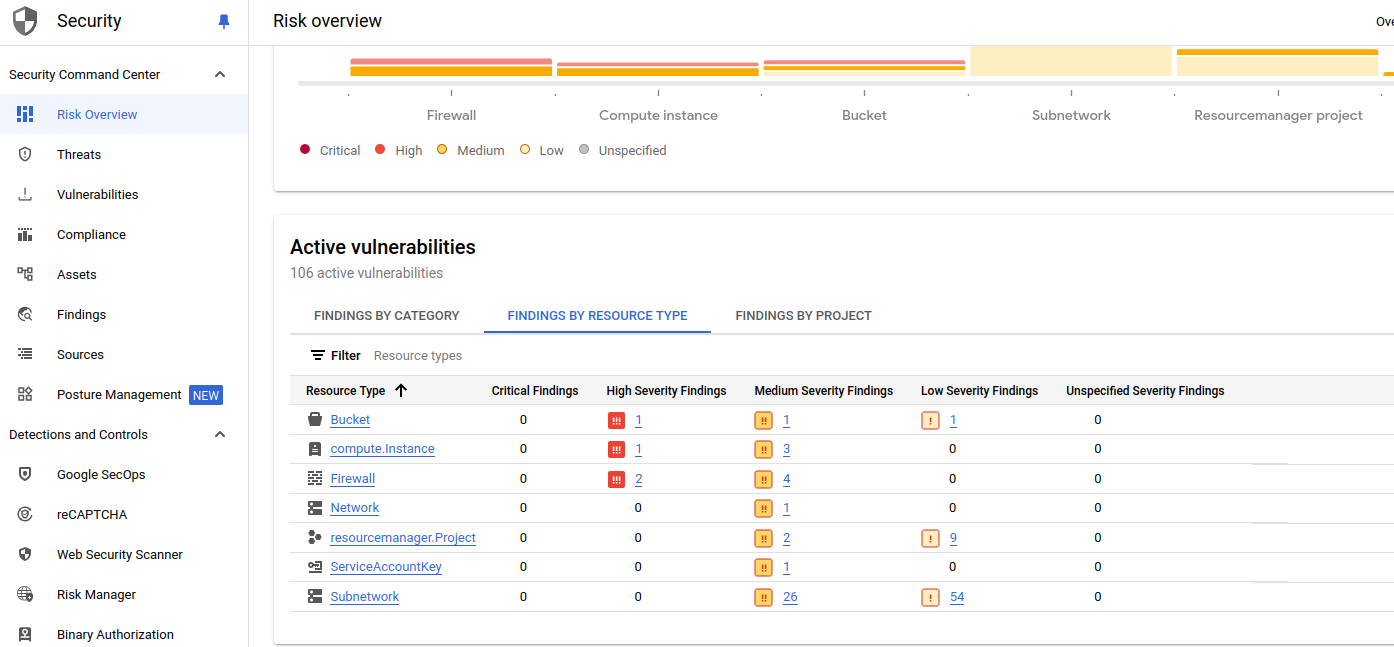 Security
Risk overview
Ove
Security Command Center
Risk Overview
Threats
Vulnerabilities
Compliance
Assets
Findings
Sources
Posture Management NEW
Detections and Controls
Google SecOps
reCAPTCHA
Web Security Scanner
Risk Manager
Binary Authorization
Firewall Compute instance Bucket Subnetwork Resourcemanager project
Critical High Medium Low Unspecified
Active vulnerabilities
106 active vulnerabilities
FINDINGS BY CATEGORY FINDINGS BY RESOURCE TYPE FINDINGS BY PROJECT
Filter Resource types
Resource Type Critical Findings High Severity Findings Medium Severity Findings Low Severity Findings Unspecified Severity Findings
Bucket 0 !!! 1 !! 1 ! 1 0
compute.Instance 0 !!! 1 !! 3 0 0
Firewall 0 !!! 2 !! 4 0 0
Network 0 0 !! 1 0 0
resourcemanager.Project 0 0 !! 2 ! 9 0
ServiceAccountKey 0 0 !! 1 0 0
Subnetwork 0 0 !! 26 ! 54 0